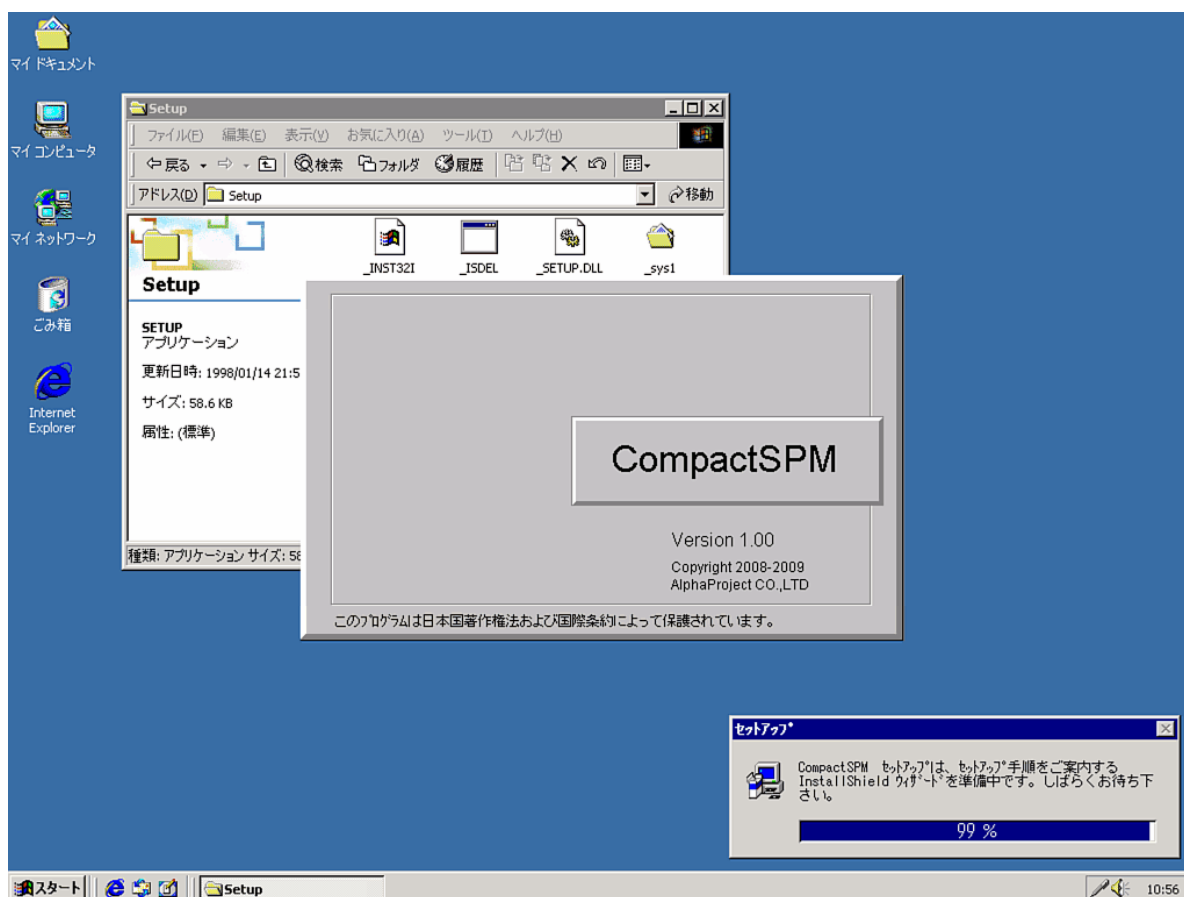 マイ ドキュメント
マイ コンピュータ
マイ ネットワーク
ごみ箱
Internet
Explorer
Setup
ファイル(F) 編集(E) 表示(V) お気に入り(A) ツール(T) ヘルプ(H)
戻る 検索 フォルダ 履歴
アドレス(D) Setup 移動
_INST32I _ISDEL _SETUP.DLL _sys1
Setup
SETUP
アプリケーション
更新日時: 1998/01/14 21:5
サイズ: 58.6 KB
属性: (標準)
種類: アプリケーション サイズ: 58
CompactSPM
Version 1.00
Copyright 2008-2009
AlphaProject CO.,LTD
このプログラムは日本国著作権法および国際条約によって保護されています。
セットアップ
CompactSPM セットアップは、セットアップ手順をご案内する
InstallShield ウィザードを準備中です。しばらくお待ち下
さい。
99 %
スタート Setup 10:56